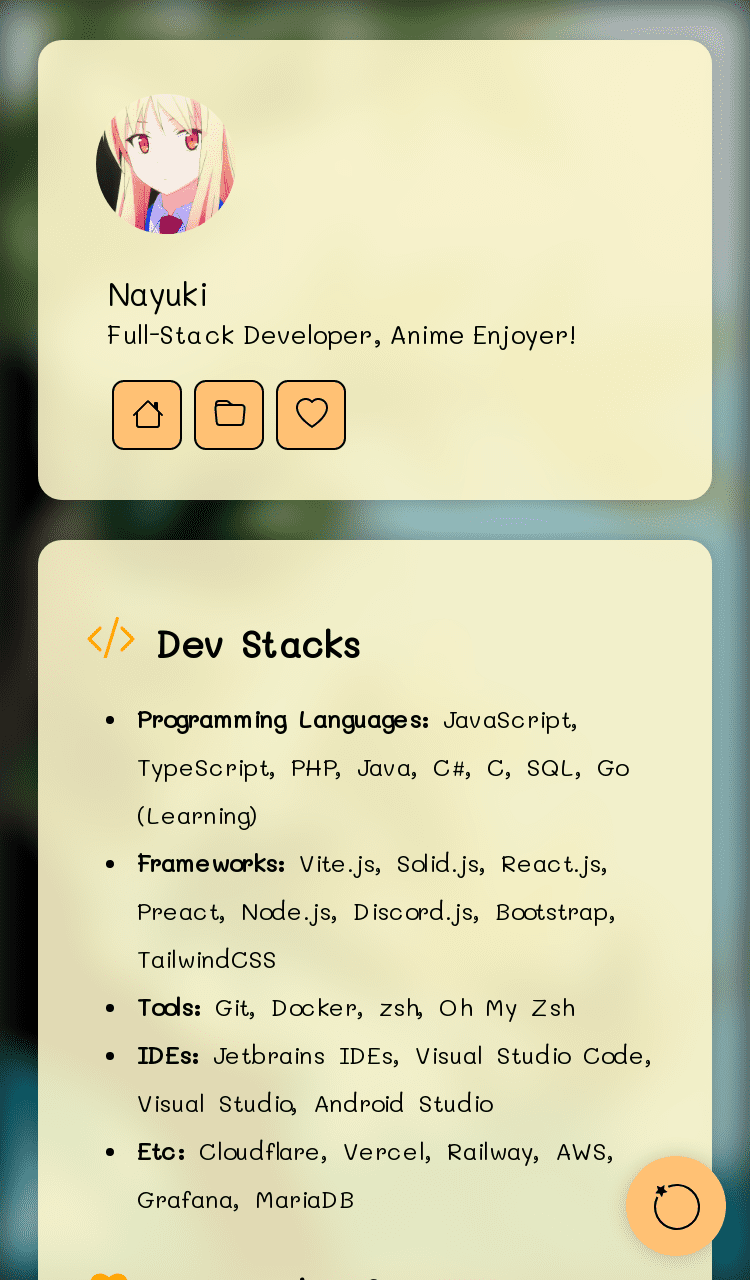 Nayuki
Full-Stack Developer, Anime Enjoyer!
Dev Stacks
Programming Languages: JavaScript,
TypeScript, PHP, Java, C#, C, SQL, Go
(Learning)
Frameworks: Vite.js, Solid.js, React.js,
Preact, Node.js, Discord.js, Bootstrap,
TailwindCSS
Tools: Git, Docker, zsh, Oh My Zsh
IDEs: Jetbrains IDEs, Visual Studio Code,
Visual Studio, Android Studio
Etc: Cloudflare, Vercel, Railway, AWS,
Grafana, MariaDB